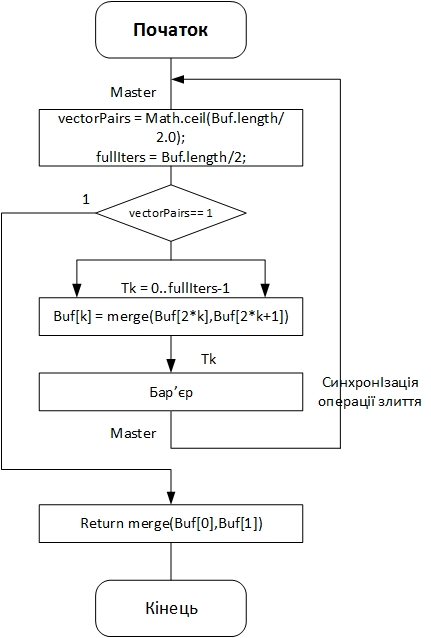 Початок
Master
vectorPairs = Math.ceil(Buf.length/
2.0);
fullIters = Buf.length/2;
1
vectorPairs== 1
Tk = 0..fullIters-1
Buf[k] = merge(Buf[2*k],Buf[2*k+1])
Tk
Бар’єр
СинхронІзація
операції злиття
Master
Return merge(Buf[0],Buf[1])
Кінець